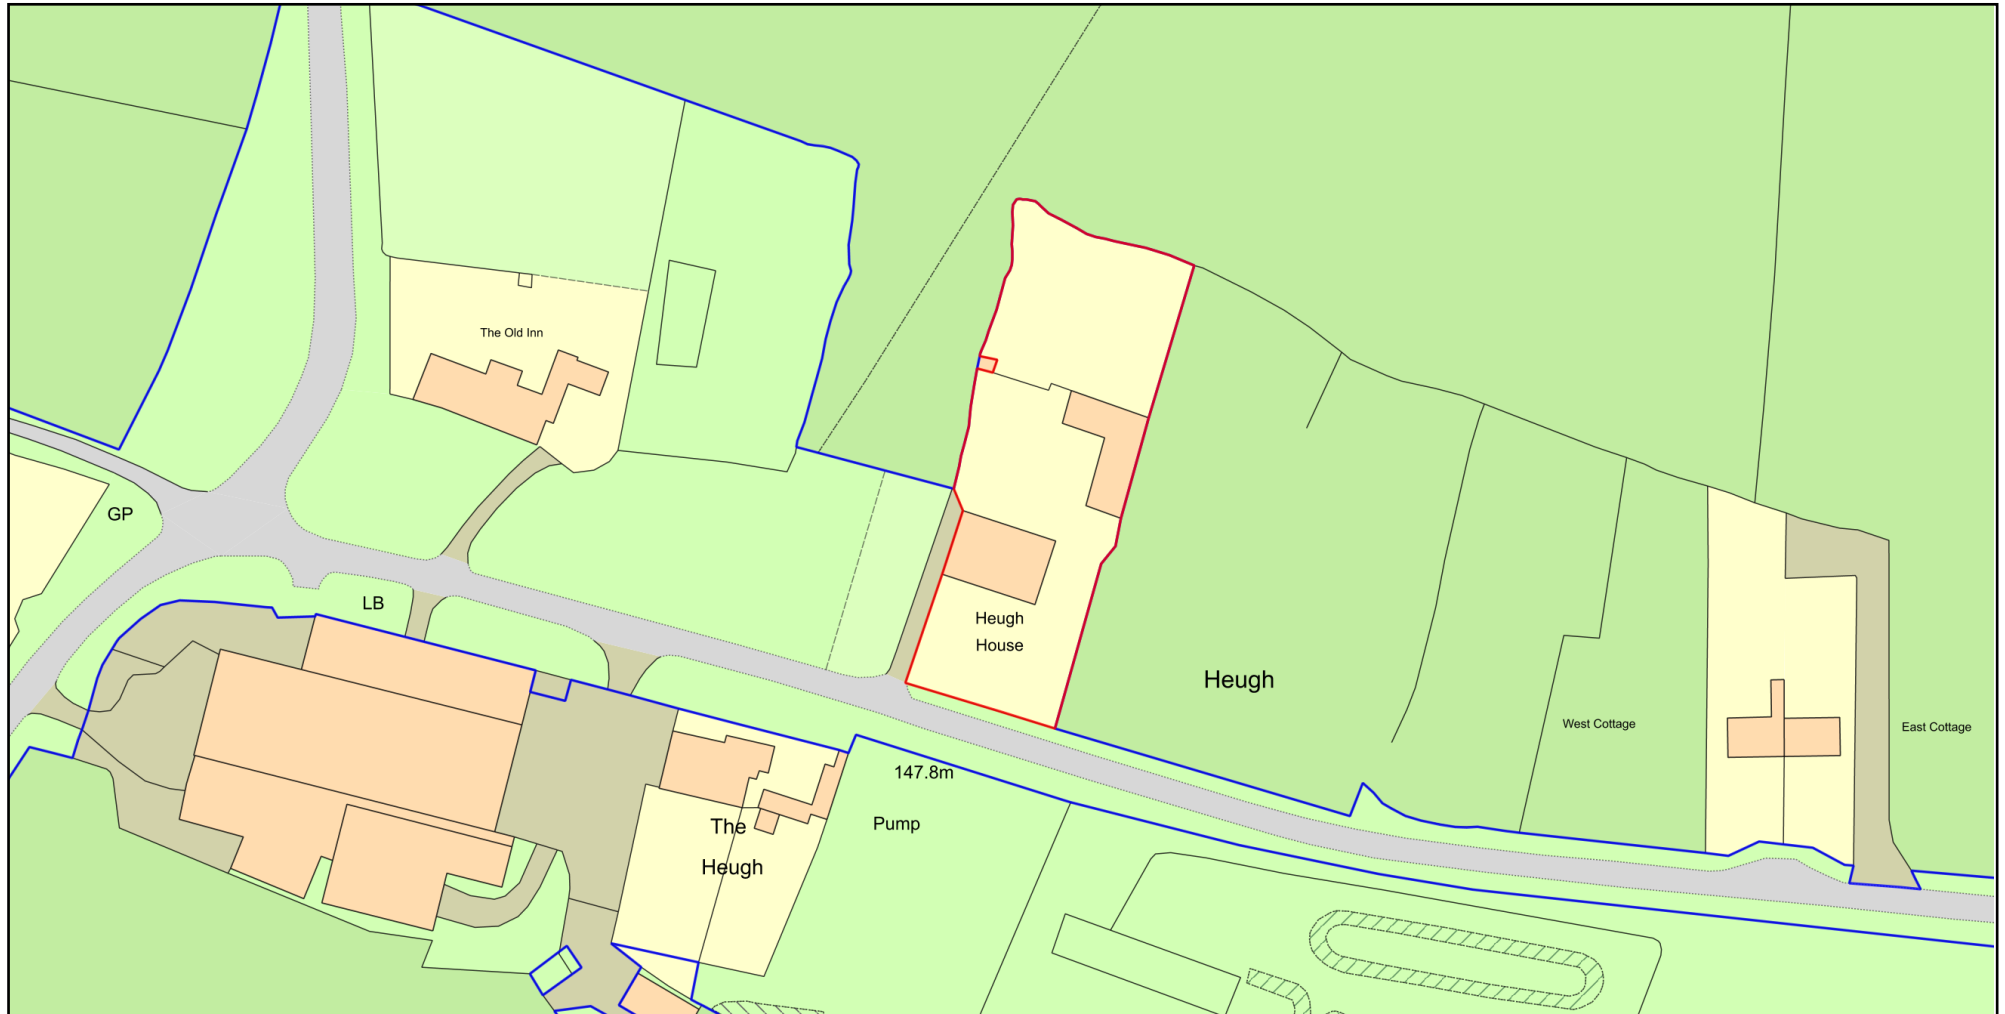 The Old Inn
GP
LB
Heugh
House
Heugh
West Cottage
East Cottage
147.8m
Pump
The
Heugh